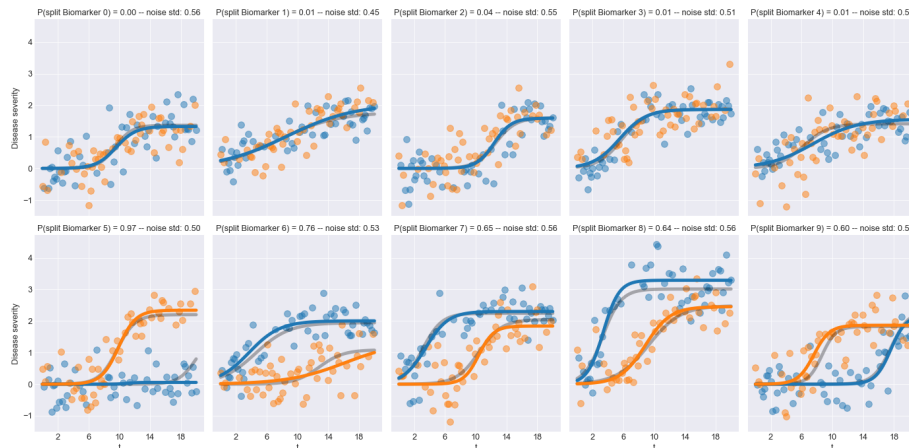 P(split Biomarker 0) = 0.00 -- noise std: 0.56
P(split Biomarker 1) = 0.01 -- noise std: 0.45
P(split Biomarker 2) = 0.04 -- noise std: 0.55
P(split Biomarker 3) = 0.01 -- noise std: 0.51
P(split Biomarker 4) = 0.01 -- noise std: 0.5
Disease severity
4
3
2
1
0
−1
P(split Biomarker 5) = 0.97 -- noise std: 0.50
P(split Biomarker 6) = 0.76 -- noise std: 0.53
P(split Biomarker 7) = 0.65 -- noise std: 0.56
P(split Biomarker 8) = 0.64 -- noise std: 0.56
P(split Biomarker 9) = 0.60 -- noise std: 0.5
Disease severity
4
3
2
1
0
−1
2 6 10 14 18
2 6 10 14 18
2 6 10 14 18
2 6 10 14 18
2 6 10 14 18